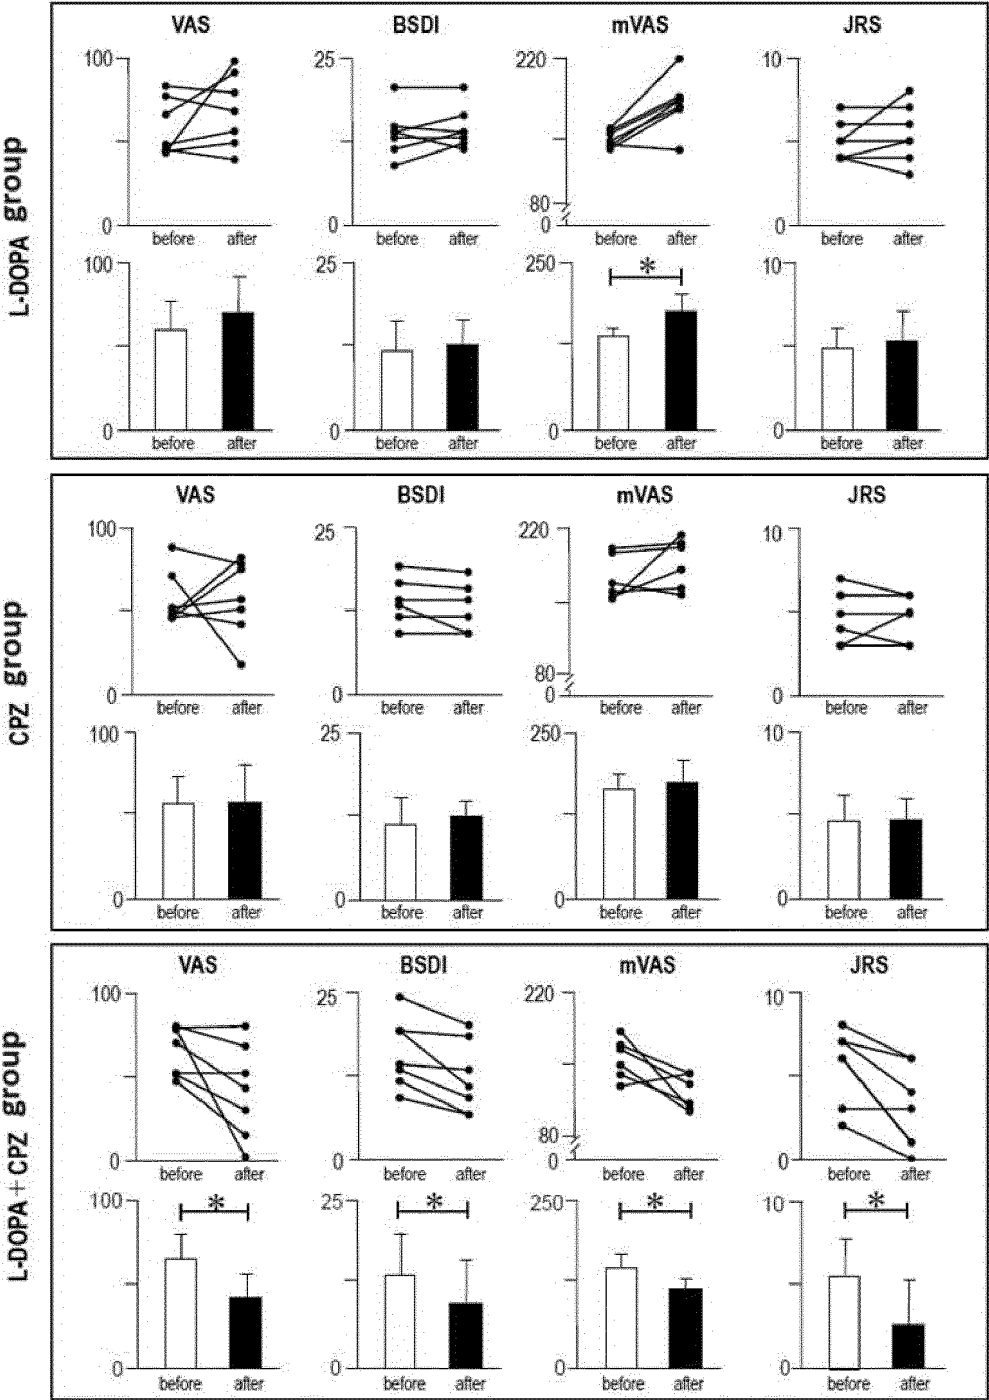 L-DOPA group
VAS BSDI mVAS JRS
100 25 220 10
80
0 0 0 0
before after before after before after before after
100 25 250 10
*
0 0 0 0
before after before after before after before after
CPZ group
VAS BSDI mVAS JRS
100 25 220 10
80
0 0 0 0
before after before after before after before after
100 25 250 10
0 0 0 0
before after before after before after before after
L-DOPA+CPZ group
VAS BSDI mVAS JRS
100 25 220 10
80
0 0 0 0
before after before after before after before after
100 25 250 10
* * * *
0 0 0 0
before after before after before after before after